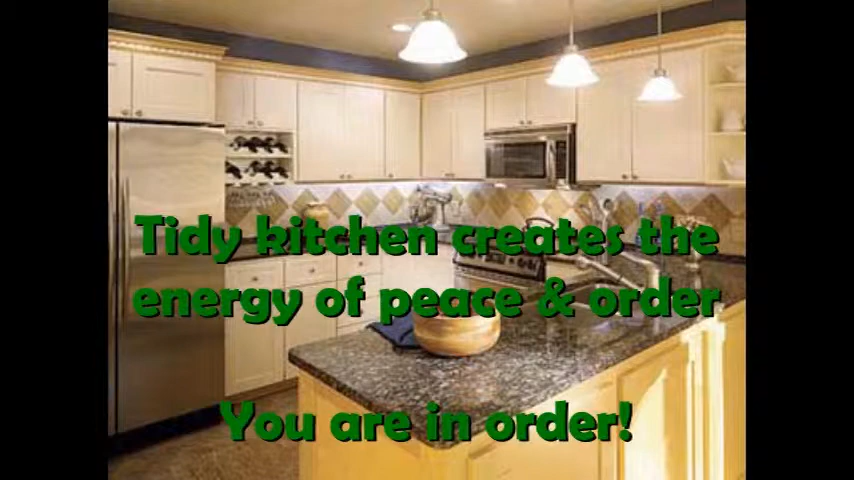 Tidy kitchen creates the
energy of peace & order
You are in order!